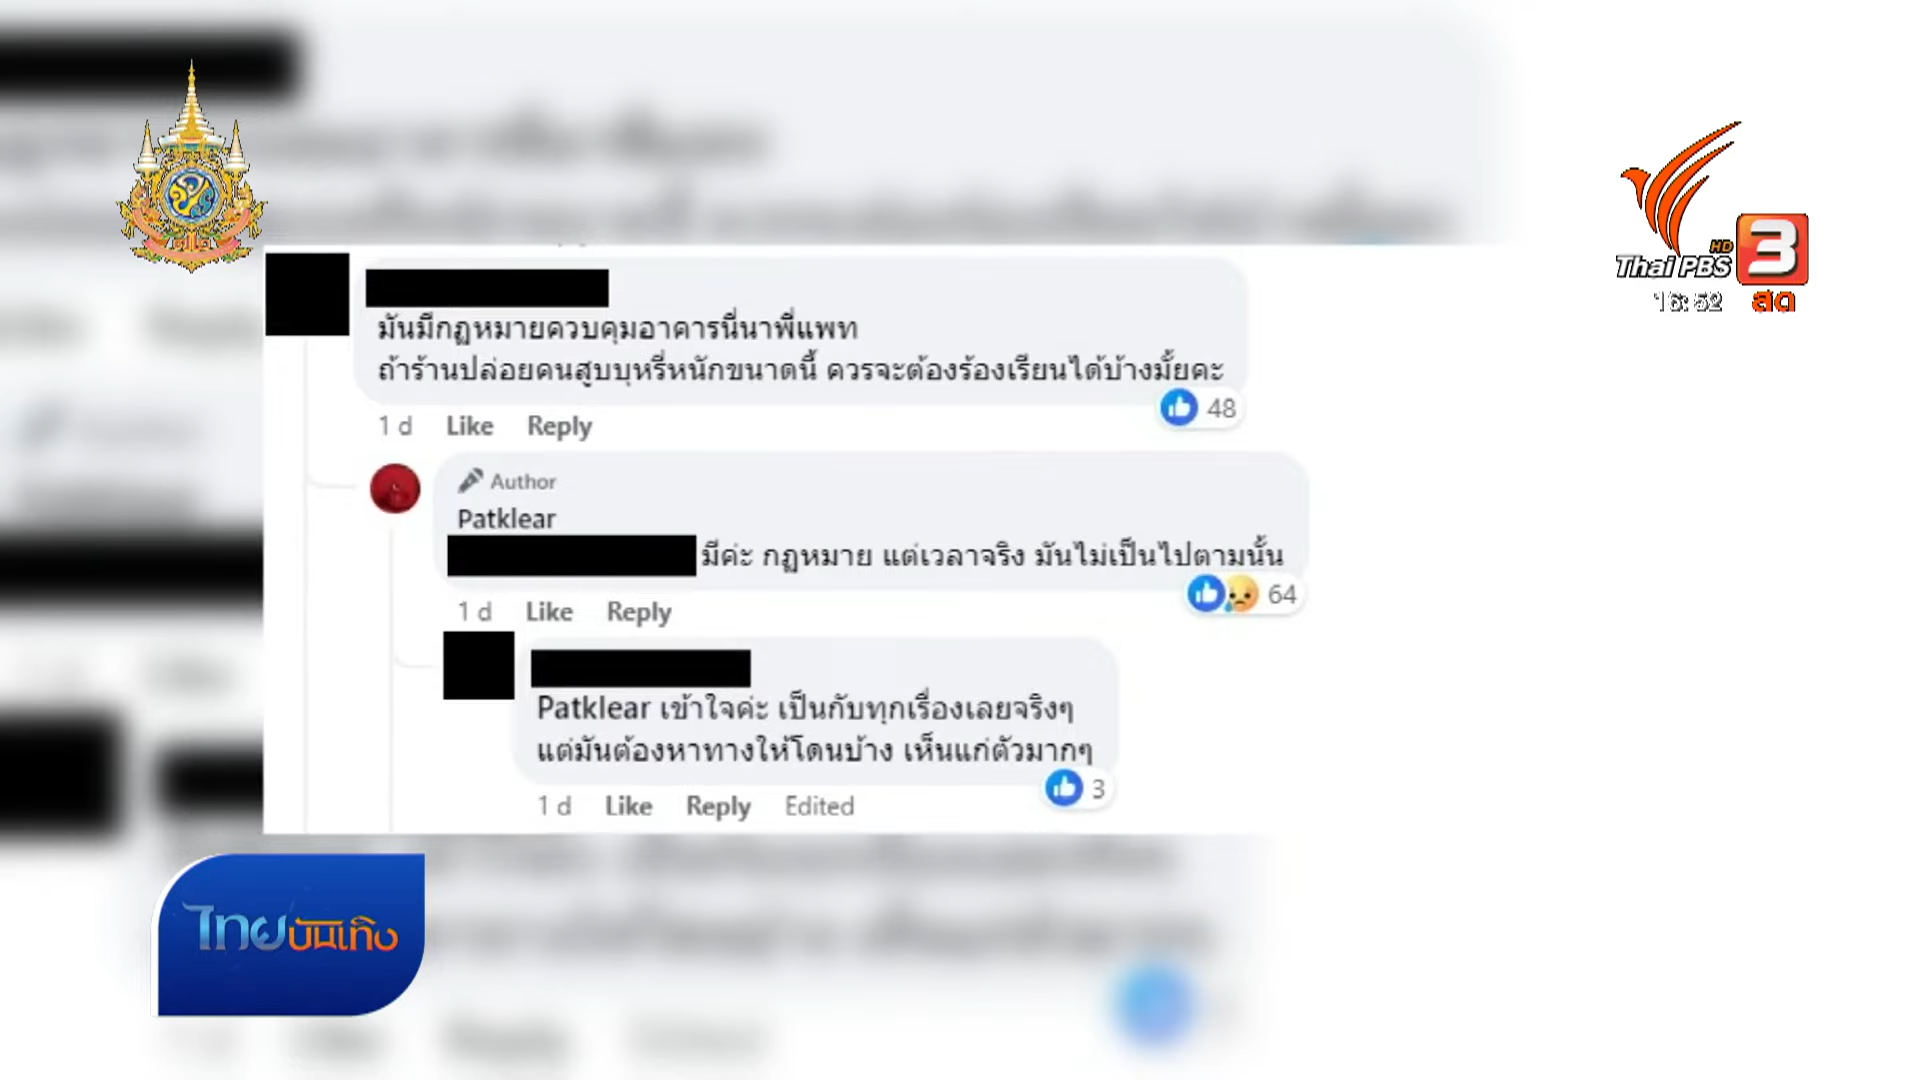 HD
Thai PBS 3
16:52 สด
มันมีกฎหมายควบคุมอาคารนี่นาพี่แพท
ถ้าร้านปล่อยคนสูบบุหรี่หนักขนาดนี้ ควรจะต้องร้องเรียนได้บ้างมั้ยคะ
48
1 d Like Reply
Author
Patklear
มีค่ะ กฎหมาย แต่เวลาจริง มันไม่เป็นไปตามนั้น
64
1 d Like Reply
Patklear เข้าใจค่ะ เป็นกับทุกเรื่องเลยจริงๆ
แต่มันต้องหาทางให้โดนบ้าง เห็นแก่ตัวมากๆ
3
1 d Like Reply Edited
ไทยบันเทิง